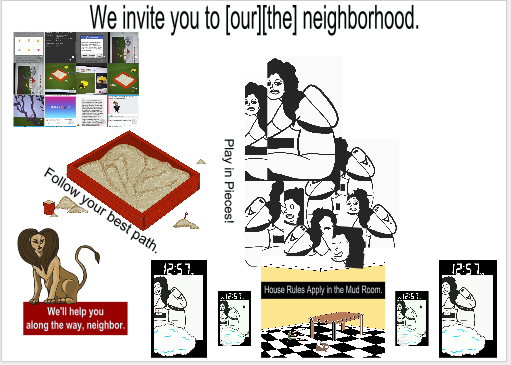 We invite you to [our][the] neighborhood.
Play in Pieces!
Follow your best path.
We'll help you
along the way, neighbor.
12:57.
12:57.
House Rules Apply in the Mud Room.
12:57.
12:57.